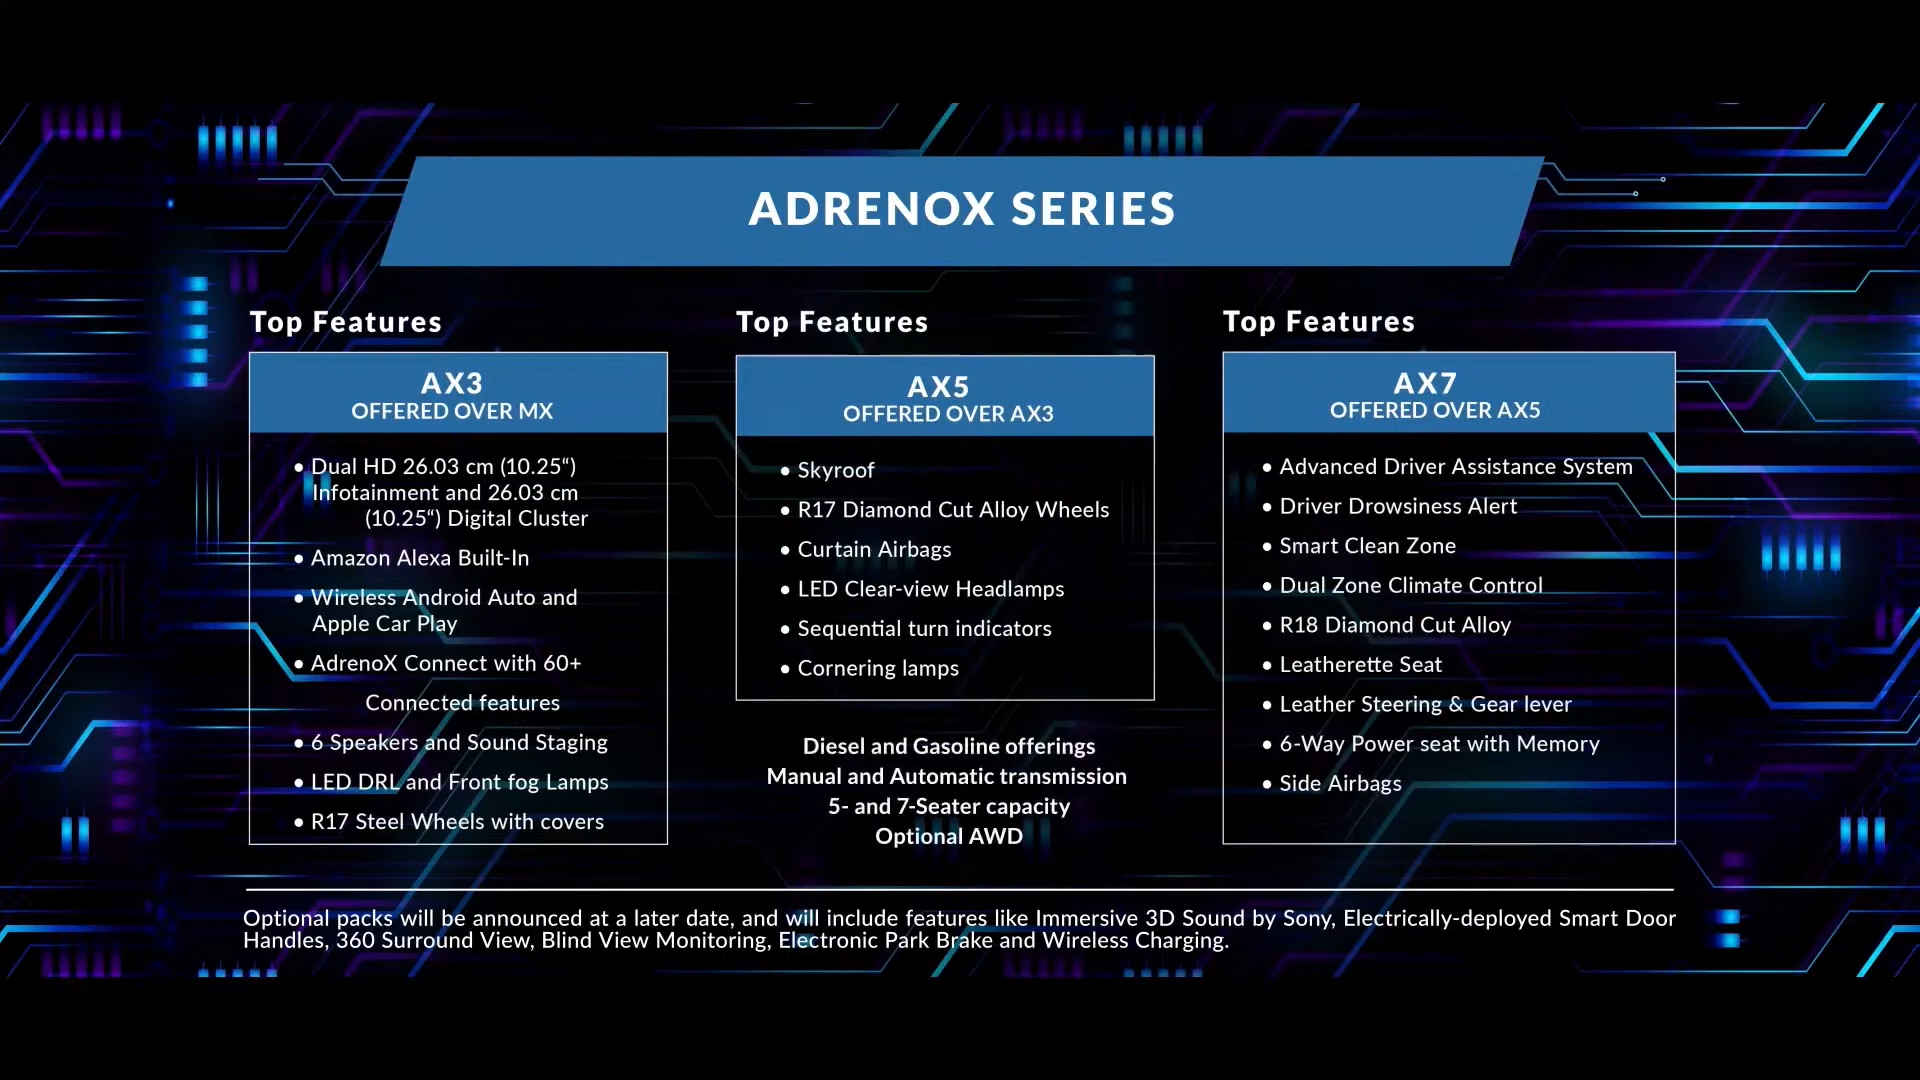 ADRENOX SERIES
Top Features
AX3
OFFERED OVER MX
• Dual HD 26.03 cm (10.25“)
Infotainment and 26.03 cm
(10.25“) Digital Cluster
• Amazon Alexa Built-In
• Wireless Android Auto and
Apple Car Play
• AdrenoX Connect with 60+
Connected features
• 6 Speakers and Sound Staging
• LED DRL and Front fog Lamps
• R17 Steel Wheels with covers
Top Features
AX5
OFFERED OVER AX3
• Skyroof
• R17 Diamond Cut Alloy Wheels
• Curtain Airbags
• LED Clear-view Headlamps
• Sequential turn indicators
• Cornering lamps
Diesel and Gasoline offerings
Manual and Automatic transmission
5- and 7-Seater capacity
Optional AWD
Top Features
AX7
OFFERED OVER AX5
• Advanced Driver Assistance System
• Driver Drowsiness Alert
• Smart Clean Zone
• Dual Zone Climate Control
• R18 Diamond Cut Alloy
• Leatherette Seat
• Leather Steering & Gear lever
• 6-Way Power seat with Memory
• Side Airbags
Optional packs will be announced at a later date, and will include features like Immersive 3D Sound by Sony, Electrically-deployed Smart Door
Handles, 360 Surround View, Blind View Monitoring, Electronic Park Brake and Wireless Charging.